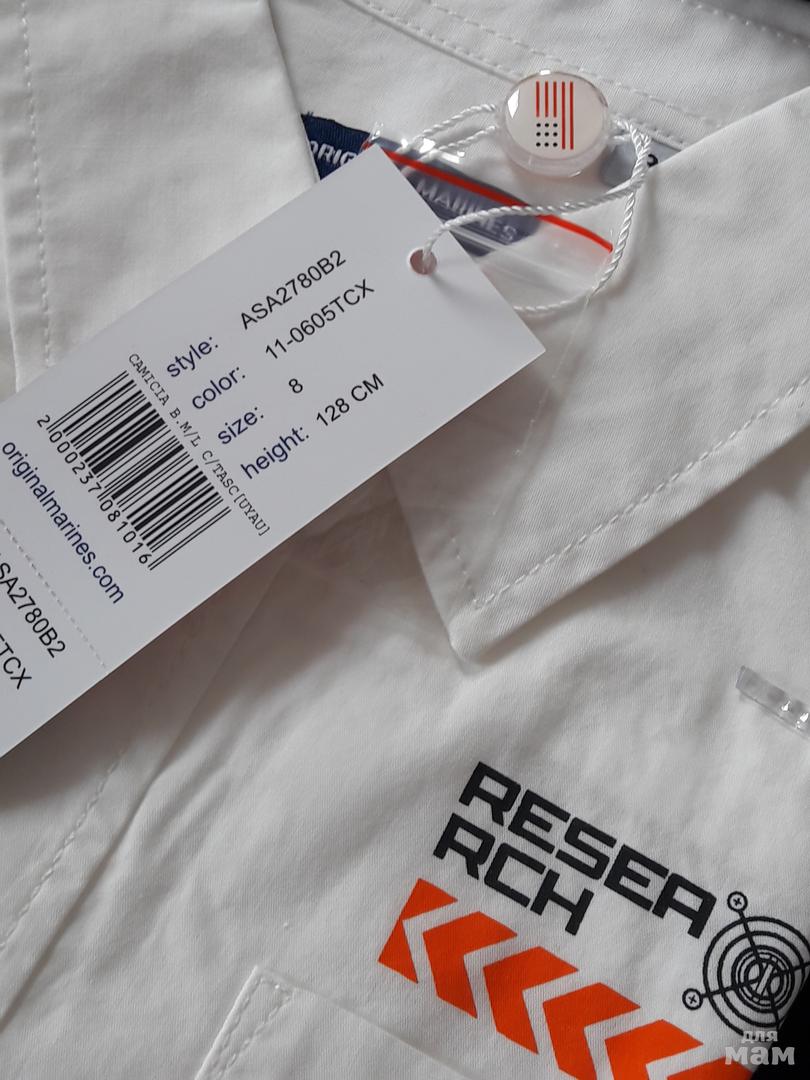 ORIG
MARINES
style: ASA2780B2
color: 11-0605TCX
size: 8
height: 128 CM
CAMICIA B.M/L C/TASC[UYAU]
2000237081016
originalmarines.com
SA2780B2
TCX
RESEA
RCH
для
мам